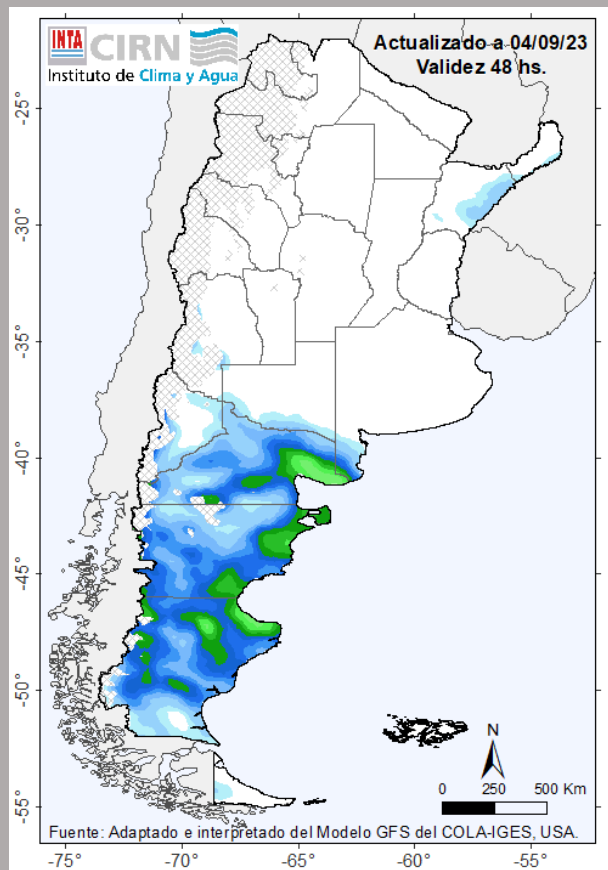 INTA CIRN
Instituto de Clima y Agua
Actualizado a 04/09/23
Validez 48 hs.
-25°
-30°
-35°
-40°
-45°
-50°
-55°
N
0 250 500 Km
Fuente: Adaptado e interpretado del Modelo GFS del COLA-IGES, USA.
-75° -70° -65° -60° -55°